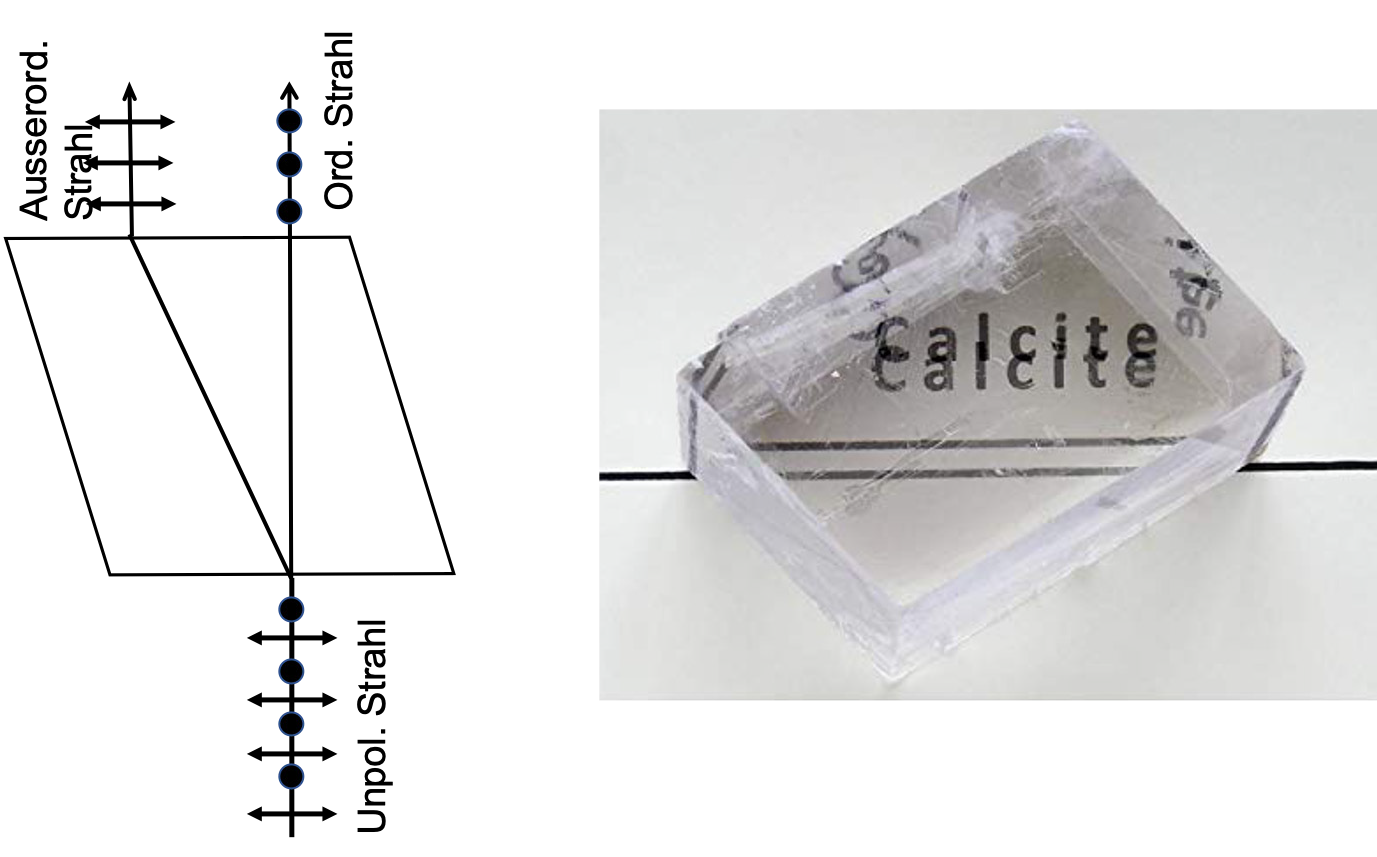 Ausserord.
Strahl
Ord. Strahl
Unpol. Strahl
Calcite
Calcite